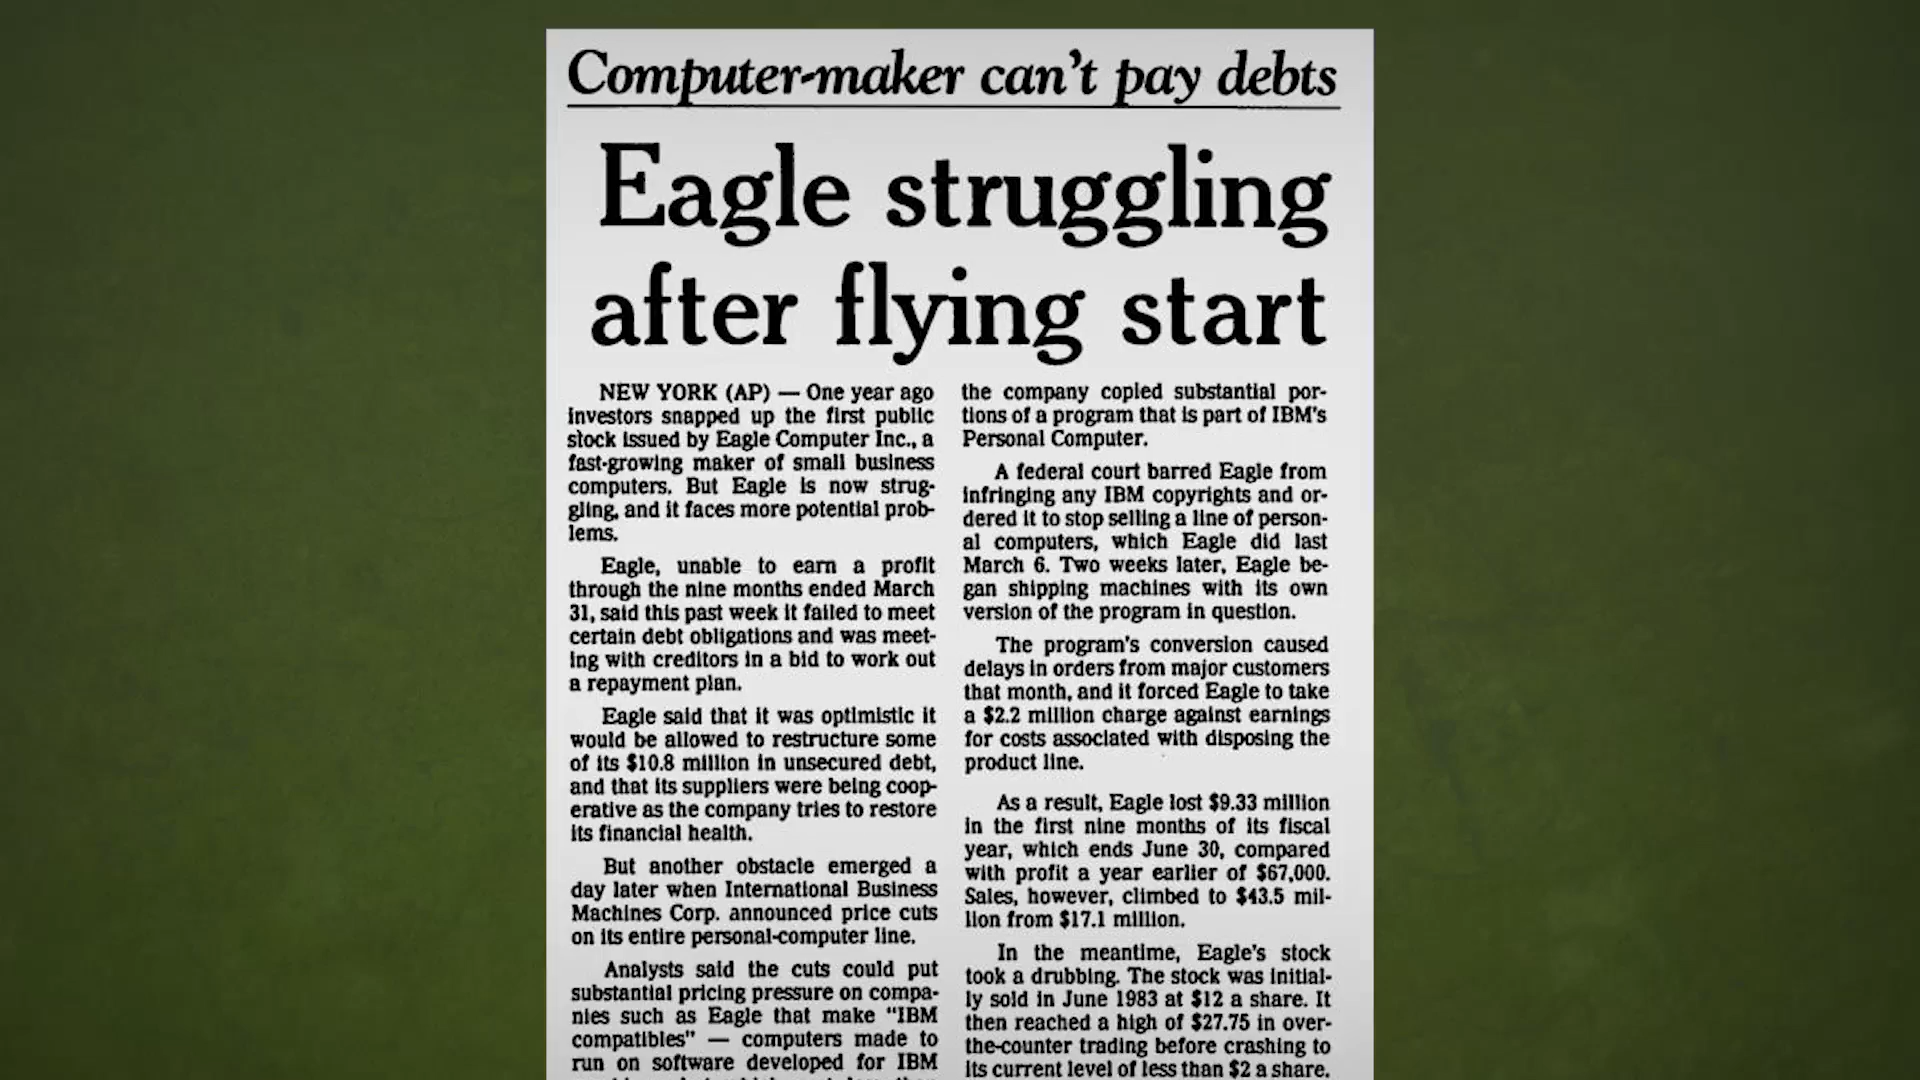 Computer-maker can't pay debts
Eagle struggling
after flying start
NEW YORK (AP) — One year ago
investors snapped up the first public
stock issued by Eagle Computer Inc., a
fast-growing maker of small business
computers. But Eagle is now strug-
gling, and it faces more potential prob-
lems.
Eagle, unable to earn a profit
through the nine months ended March
31, said this past week it failed to meet
certain debt obligations and was meet-
ing with creditors in a bid to work out
a repayment plan.
Eagle said that it was optimistic it
would be allowed to restructure some
of its $10.8 million in unsecured debt,
and that its suppliers were being coop-
erative as the company tries to restore
its financial health.
But another obstacle emerged a
day later when International Business
Machines Corp. announced price cuts
on its entire personal-computer line.
Analysts said the cuts could put
substantial pricing pressure on compa-
nies such as Eagle that make "IBM
compatibles" — computers made to
run on software developed for IBM
the company copied substantial por-
tions of a program that is part of IBM's
Personal Computer.
A federal court barred Eagle from
infringing any IBM copyrights and or-
dered it to stop selling a line of person-
al computers, which Eagle did last
March 6. Two weeks later, Eagle be-
gan shipping machines with its own
version of the program in question.
The program's conversion caused
delays in orders from major customers
that month, and it forced Eagle to take
a $2.2 million charge against earnings
for costs associated with disposing the
product line.
As a result, Eagle lost $9.33 million
in the first nine months of its fiscal
year, which ends June 30, compared
with profit a year earlier of $67,000.
Sales, however, climbed to $43.5 mil-
lion from $17.1 million.
In the meantime, Eagle's stock
took a drubbing. The stock was initial-
ly sold in June 1983 at $12 a share. It
then reached a high of $27.75 in over-
the-counter trading before crashing to
its current level of less than $2 a share.